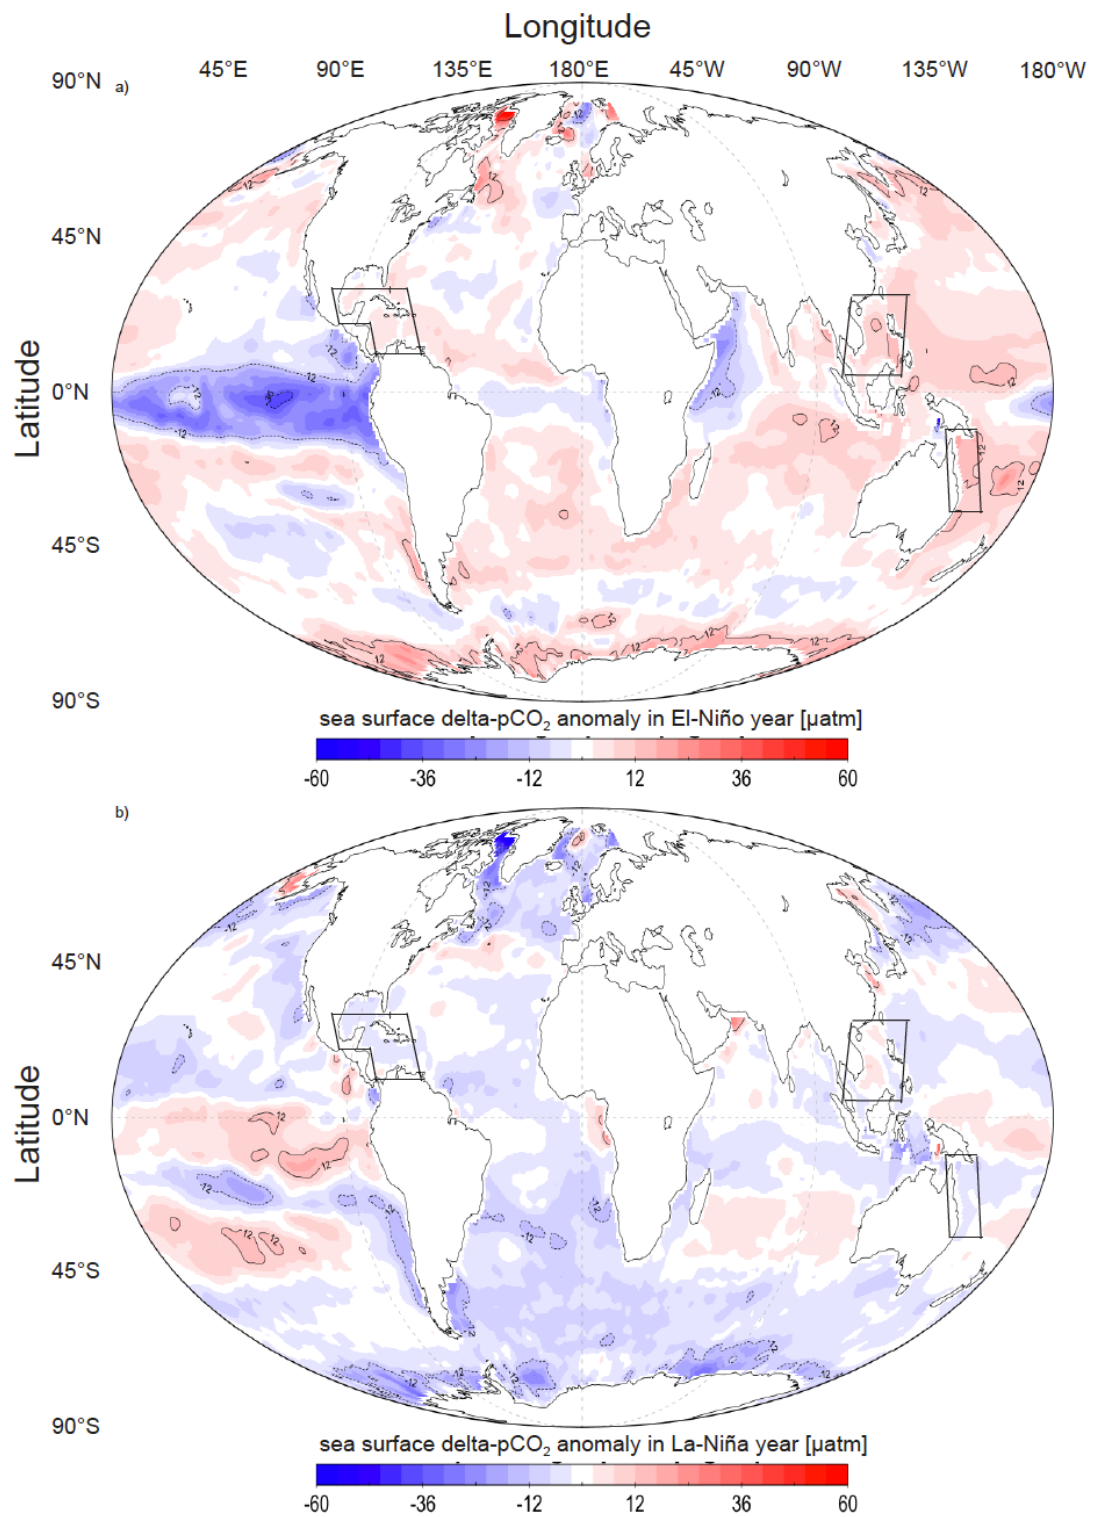 Longitude
45°E 90°E 135°E 180°E 45°W 90°W 135°W 180°W
90°N
a)
45°N
Latitude
0°N
45°S
90°S
sea surface delta-pCO₂ anomaly in El-Niño year [µatm]
-60 -36 -12 12 36 60
b)
45°N
Latitude
0°N
45°S
90°S
sea surface delta-pCO₂ anomaly in La-Niña year [µatm]
-60 -36 -12 12 36 60